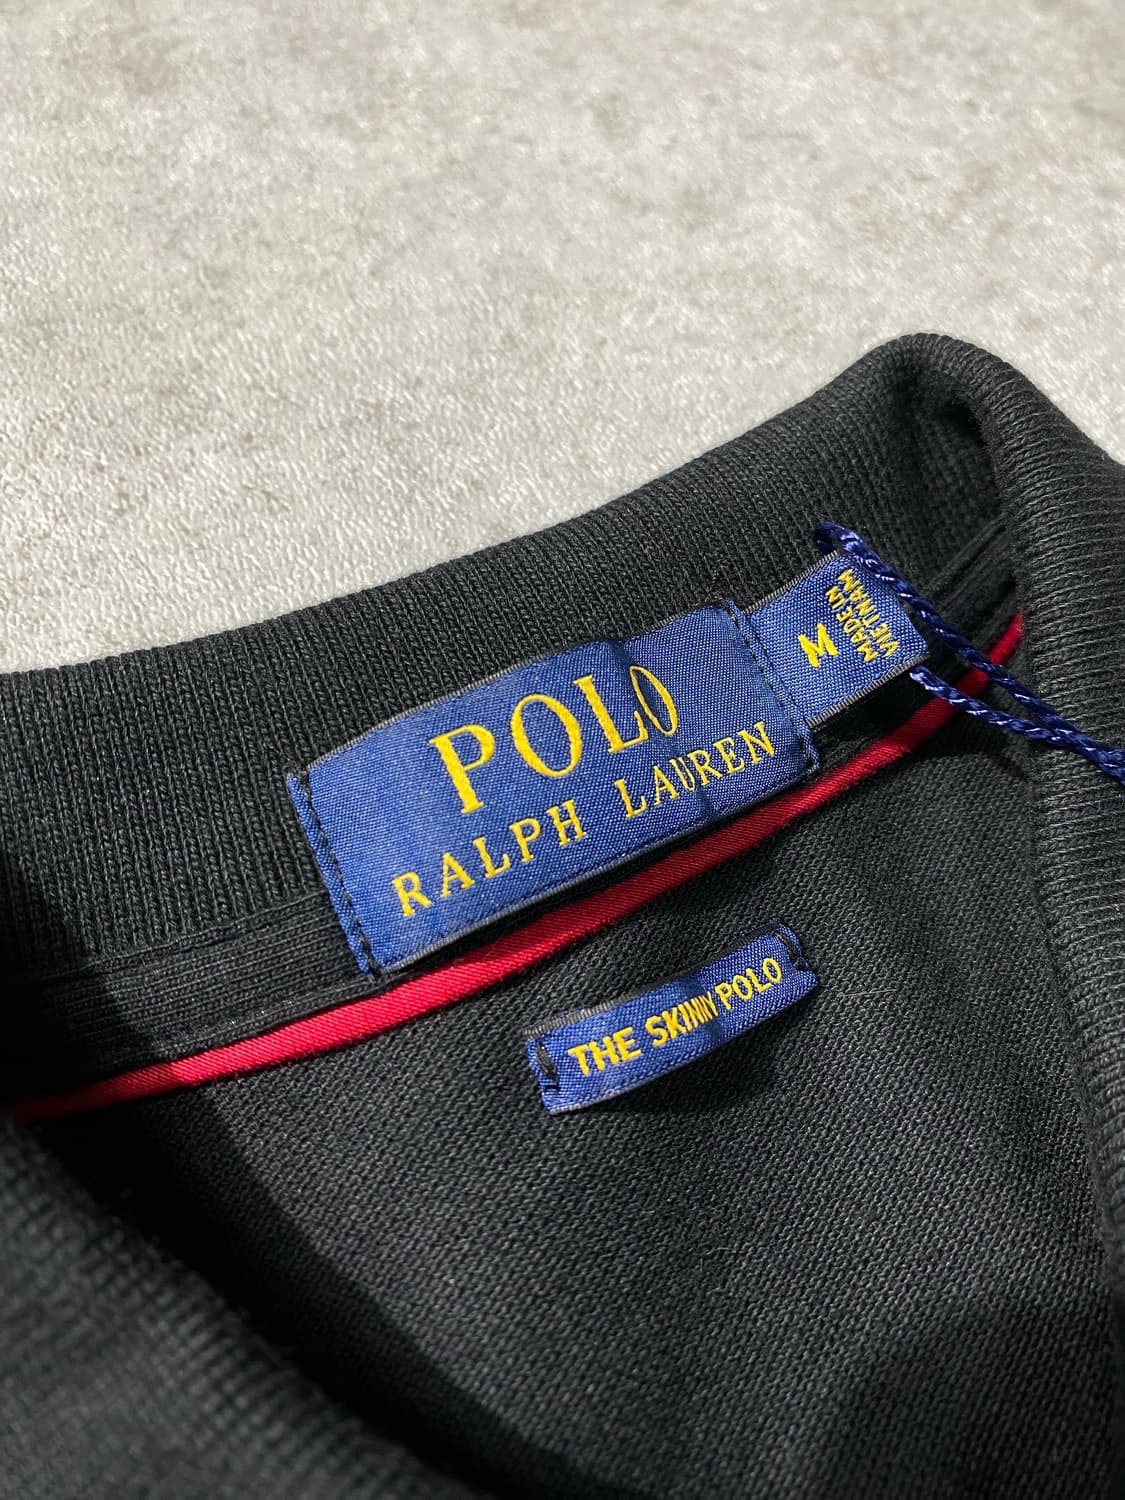 POLO
RALPH LAUREN
M
MADE IN
VIETNAM
THE SKINNY POLO